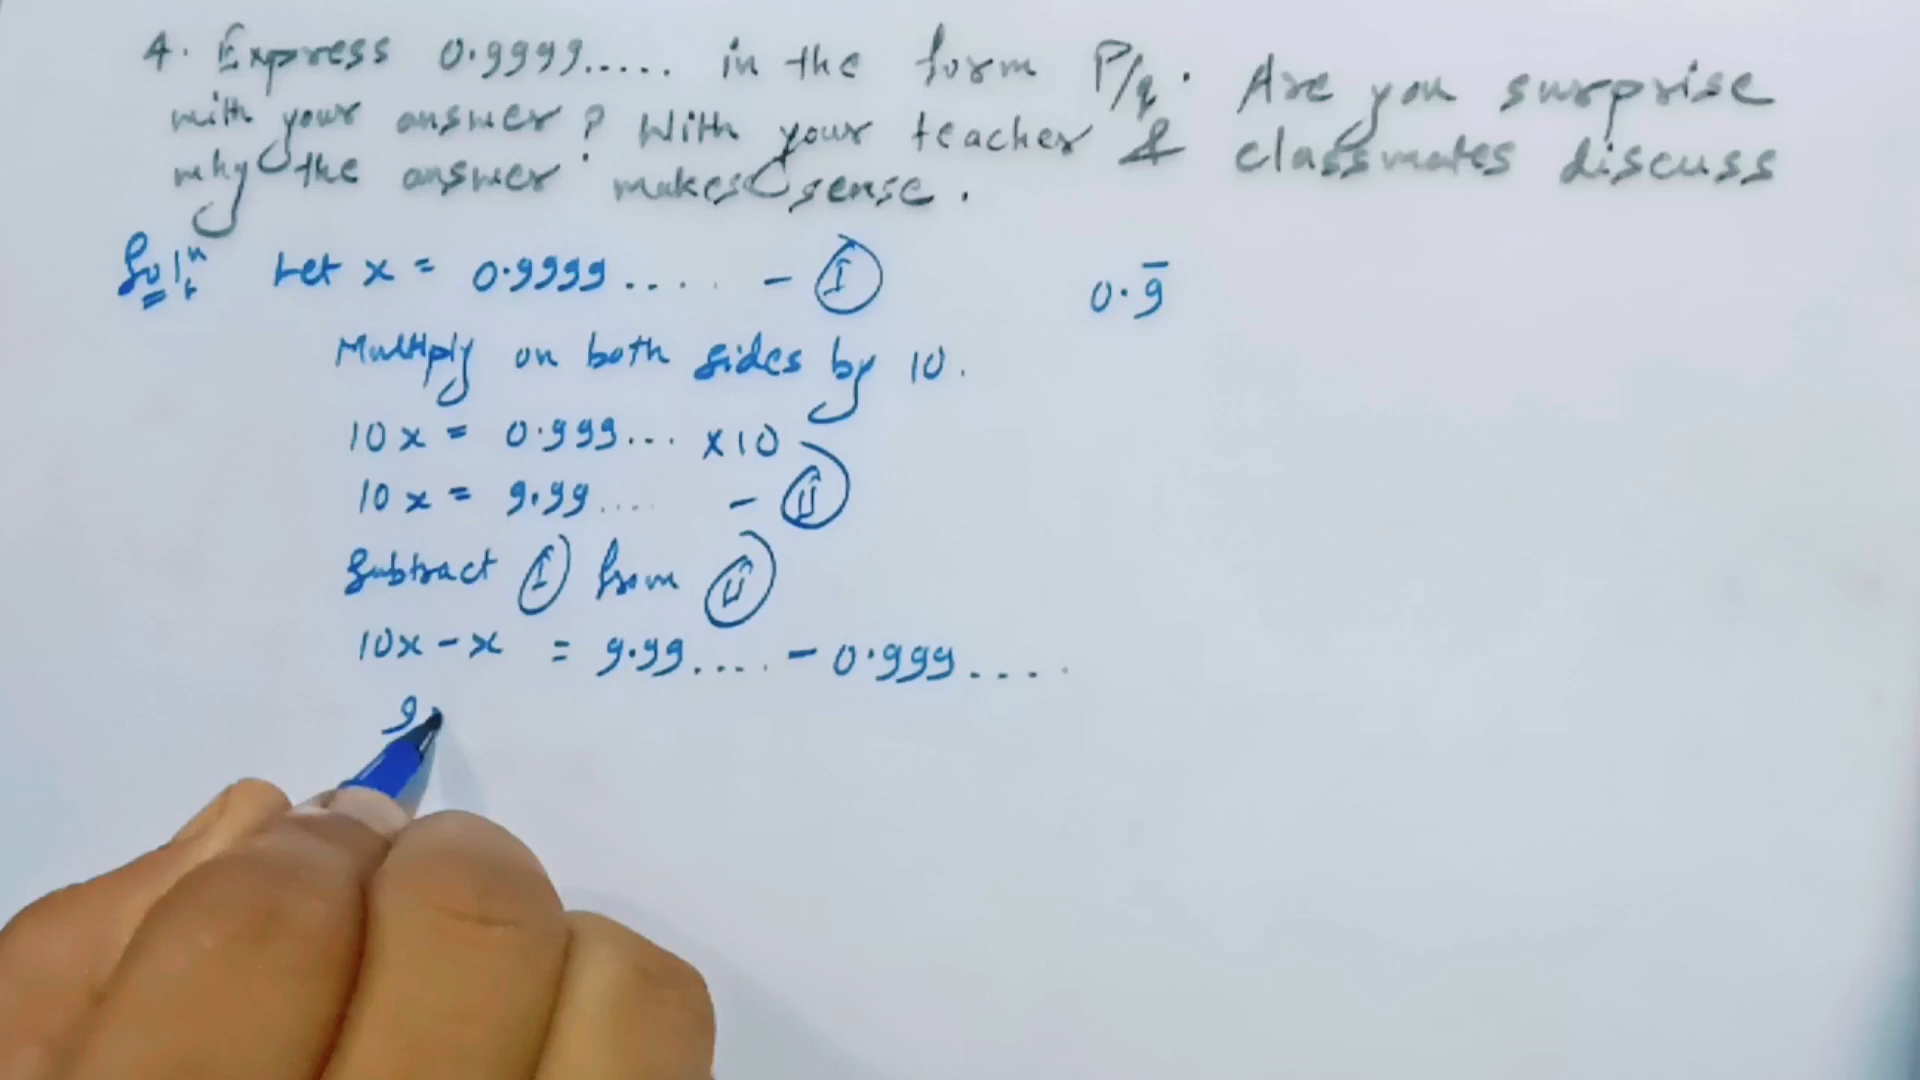 4. Express 0.9999..... in the form P/q. Are you surprise
with your answer? With your teacher & classmates discuss
why the answer makes sense.
Solⁿ, Let x = 0.9999.... - (I)
0.9̅
Multiply on both sides by 10.
10x = 0.999... ×10
10x = 9.99.... - (II)
Subtract (I) from (II)
10x - x = 9.99.... - 0.999....
9